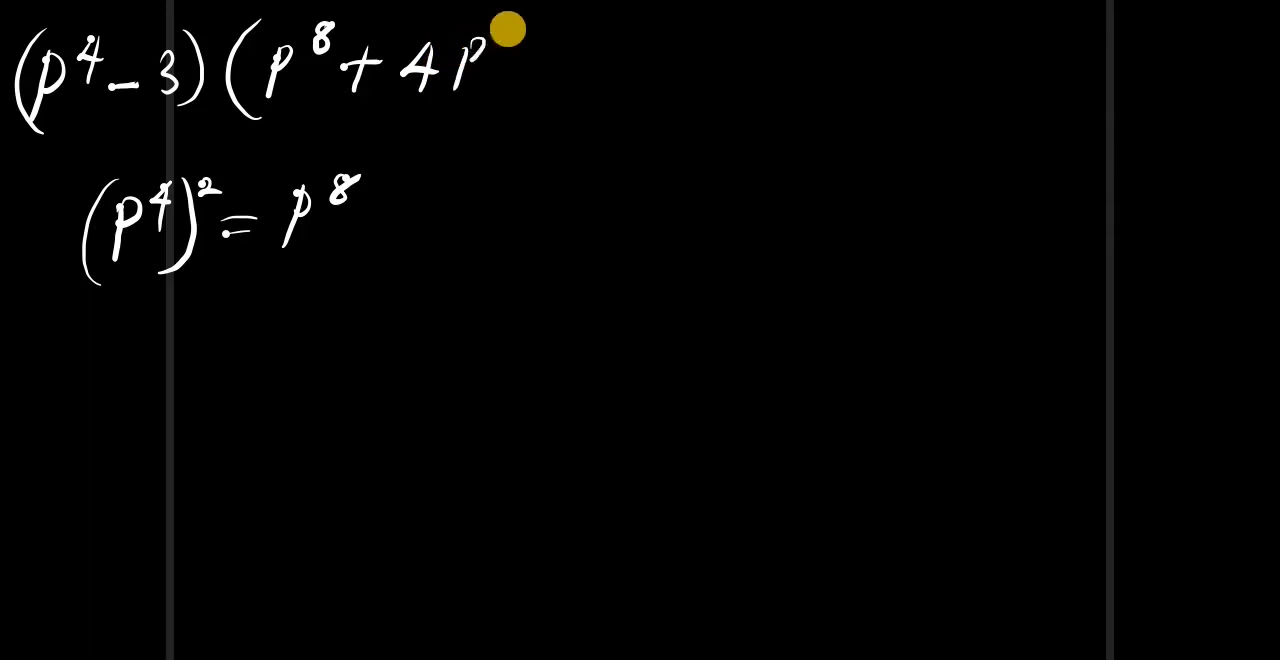 (p⁴ - 3) (p⁸ + 4p
(p⁴)² = p⁸